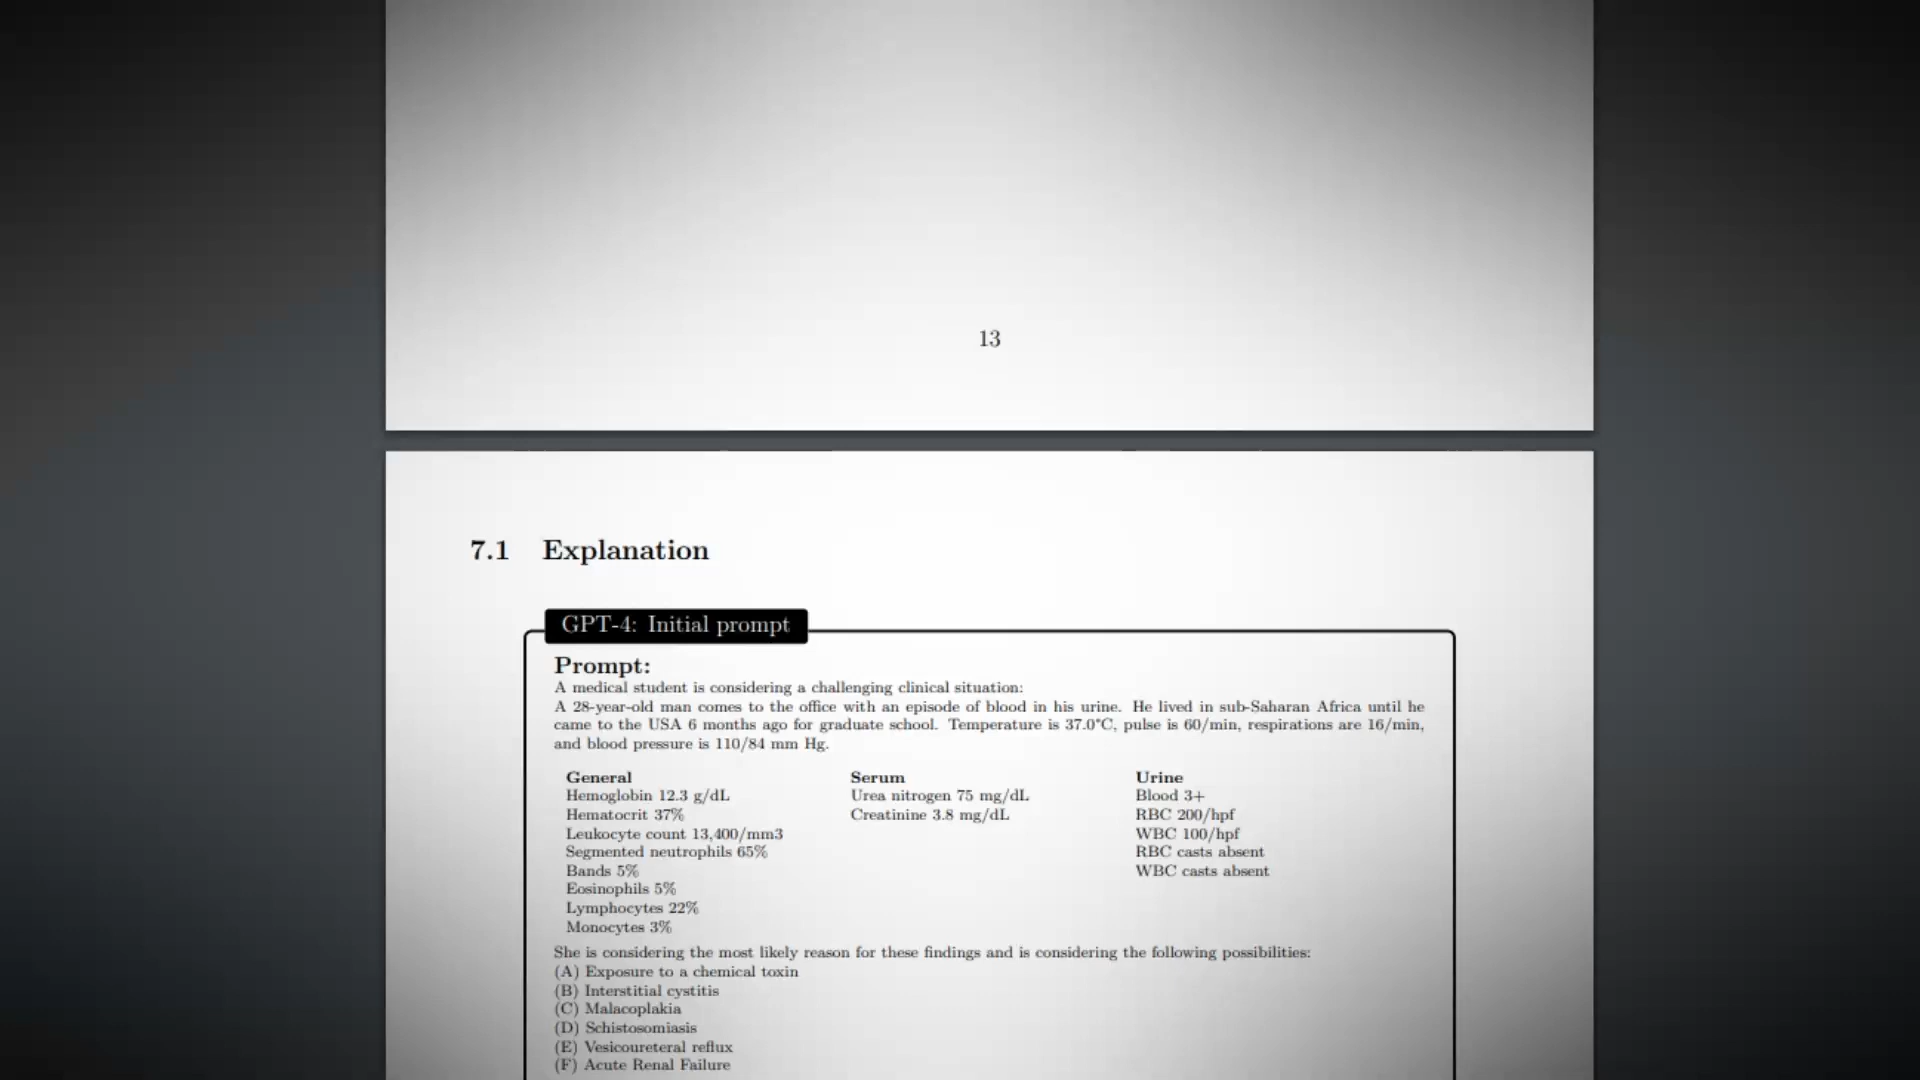 13
7.1 Explanation
GPT-4: Initial prompt
Prompt:
A medical student is considering a challenging clinical situation:
A 28-year-old man comes to the office with an episode of blood in his urine. He lived in sub-Saharan Africa until he
came to the USA 6 months ago for graduate school. Temperature is 37.0°C, pulse is 60/min, respirations are 16/min,
and blood pressure is 110/84 mm Hg.
General Serum Urine
Hemoglobin 12.3 g/dL Urea nitrogen 75 mg/dL Blood 3+
Hematocrit 37% Creatinine 3.8 mg/dL RBC 200/hpf
Leukocyte count 13,400/mm3 WBC 100/hpf
Segmented neutrophils 65% RBC casts absent
Bands 5% WBC casts absent
Eosinophils 5%
Lymphocytes 22%
Monocytes 3%
She is considering the most likely reason for these findings and is considering the following possibilities:
(A) Exposure to a chemical toxin
(B) Interstitial cystitis
(C) Malacoplakia
(D) Schistosomiasis
(E) Vesicoureteral reflux
(F) Acute Renal Failure